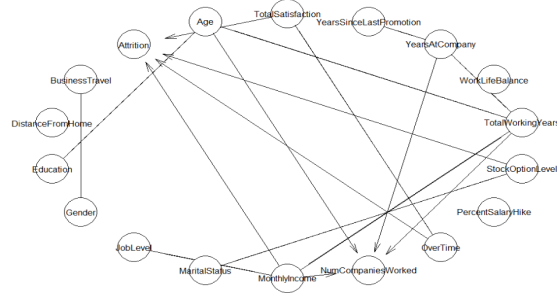 Age
TotalSatisfaction
YearsSinceLastPromotion
Attrition
YearsAtCompany
BusinessTravel
WorkLifeBalance
DistanceFromHome
TotalWorkingYears
Education
StockOptionLevel
Gender
PercentSalaryHike
JobLevel
OverTime
MaritalStatus
MonthlyIncome
NumCompaniesWorked